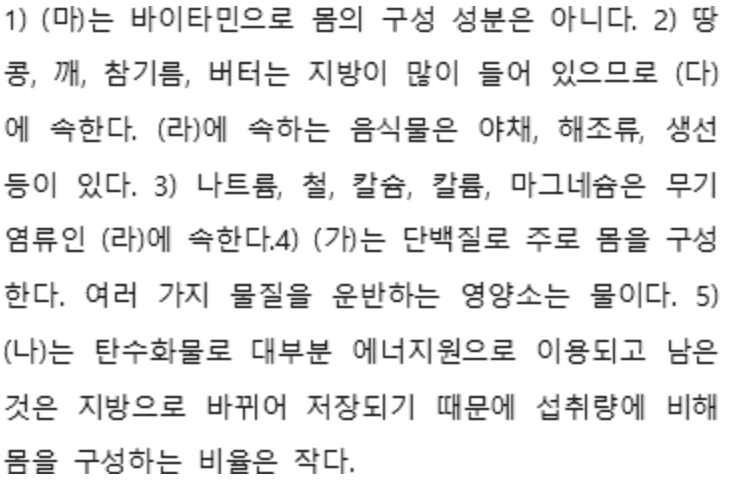 1) (마)는 바이타민으로 몸의 구성 성분은 아니다. 2) 땅
콩, 깨, 참기름, 버터는 지방이 많이 들어 있으므로 (다)
에 속한다. (라)에 속하는 음식물은 야채, 해조류, 생선
등이 있다. 3) 나트륨, 철, 칼슘, 칼륨, 마그네슘은 무기
염류인 (라)에 속한다.4) (가)는 단백질로 주로 몸을 구성
한다. 여러 가지 물질을 운반하는 영양소는 물이다. 5)
(나)는 탄수화물로 대부분 에너지원으로 이용되고 남은
것은 지방으로 바뀌어 저장되기 때문에 섭취량에 비해
몸을 구성하는 비율은 작다.